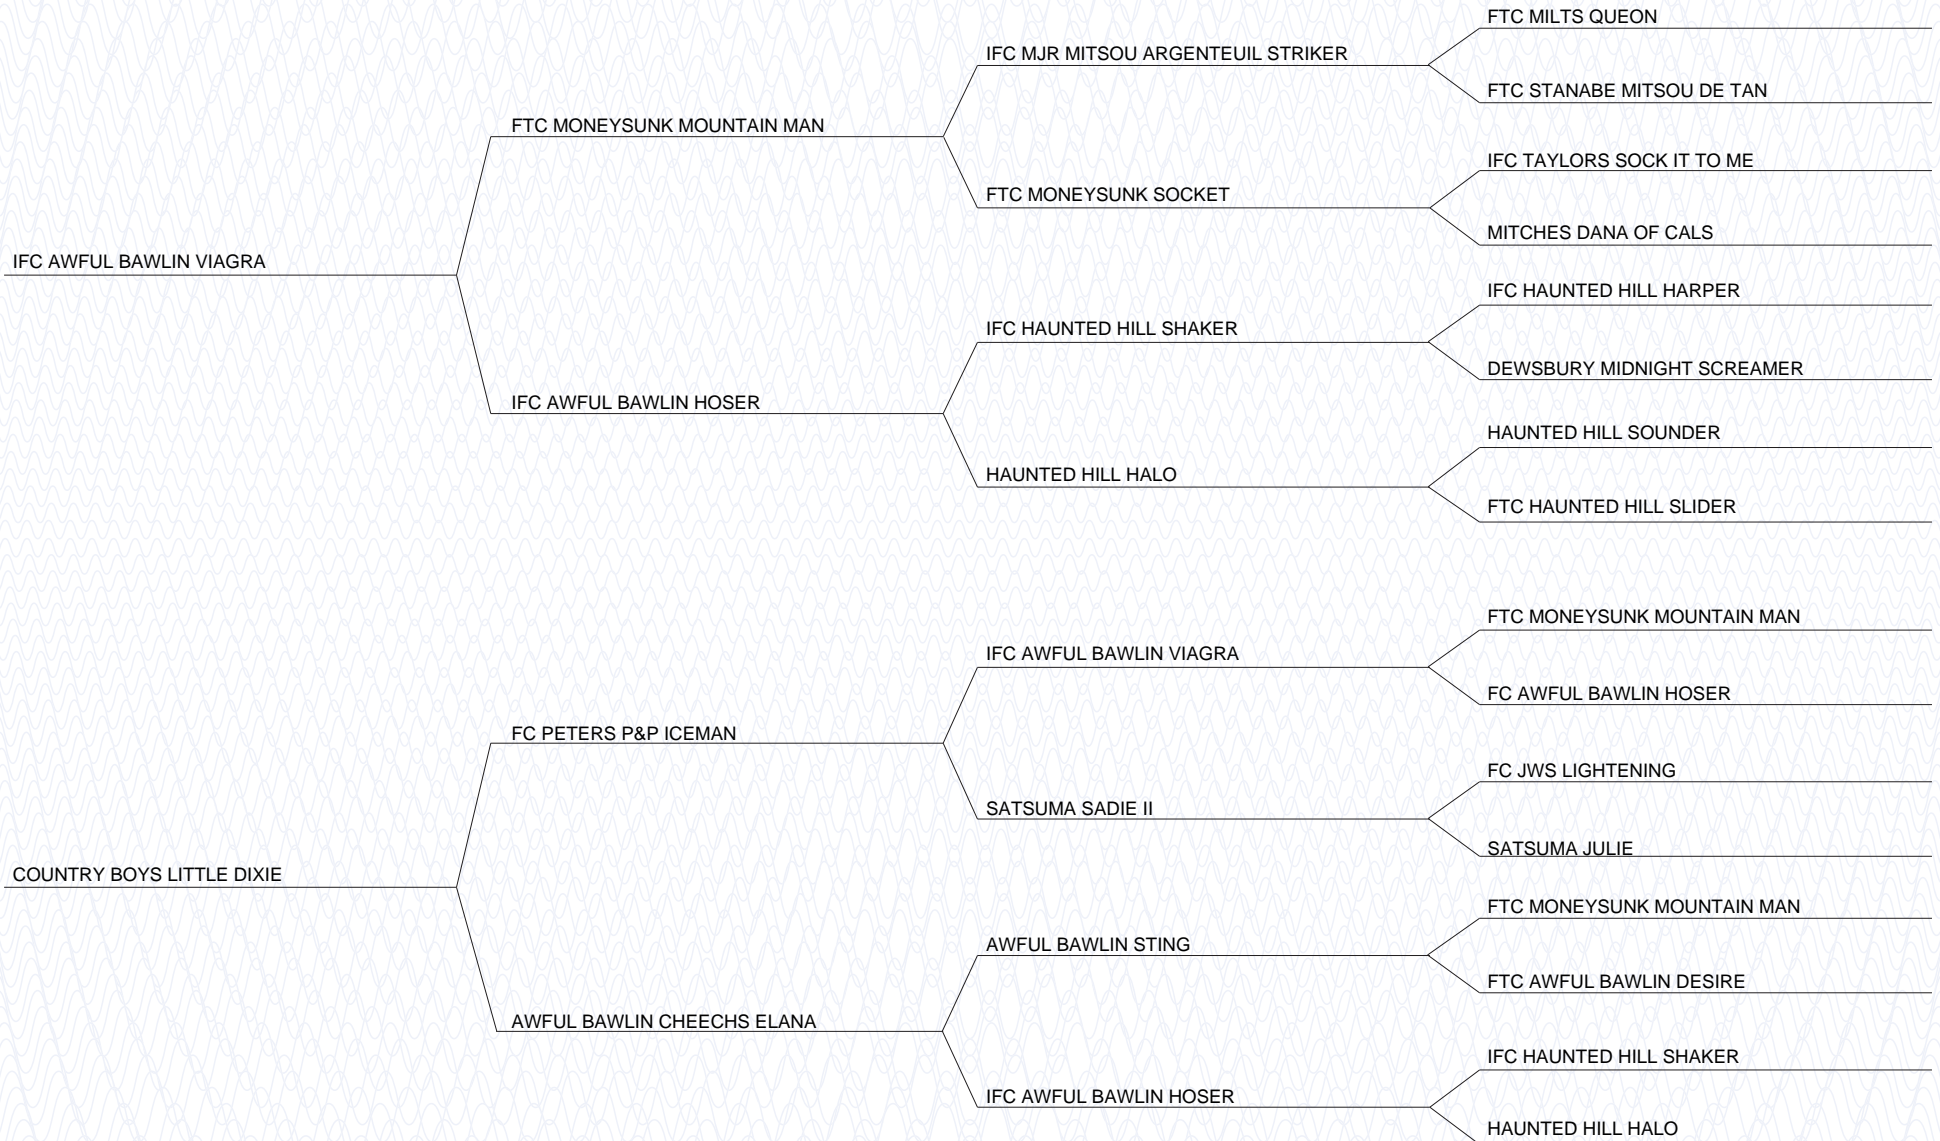 FTC MILTS QUEON
IFC MJR MITSOU ARGENTEUIL STRIKER
FTC STANABE MITSOU DE TAN
FTC MONEYSUNK MOUNTAIN MAN
IFC TAYLORS SOCK IT TO ME
FTC MONEYSUNK SOCKET
MITCHES DANA OF CALS
IFC AWFUL BAWLIN VIAGRA
IFC HAUNTED HILL HARPER
IFC HAUNTED HILL SHAKER
DEWSBURY MIDNIGHT SCREAMER
IFC AWFUL BAWLIN HOSER
HAUNTED HILL SOUNDER
HAUNTED HILL HALO
FTC HAUNTED HILL SLIDER
FTC MONEYSUNK MOUNTAIN MAN
IFC AWFUL BAWLIN VIAGRA
FC AWFUL BAWLIN HOSER
FC PETERS P&P ICEMAN
FC JWS LIGHTENING
SATSUMA SADIE II
SATSUMA JULIE
COUNTRY BOYS LITTLE DIXIE
FTC MONEYSUNK MOUNTAIN MAN
AWFUL BAWLIN STING
FTC AWFUL BAWLIN DESIRE
AWFUL BAWLIN CHEECHS ELANA
IFC HAUNTED HILL SHAKER
IFC AWFUL BAWLIN HOSER
HAUNTED HILL HALO